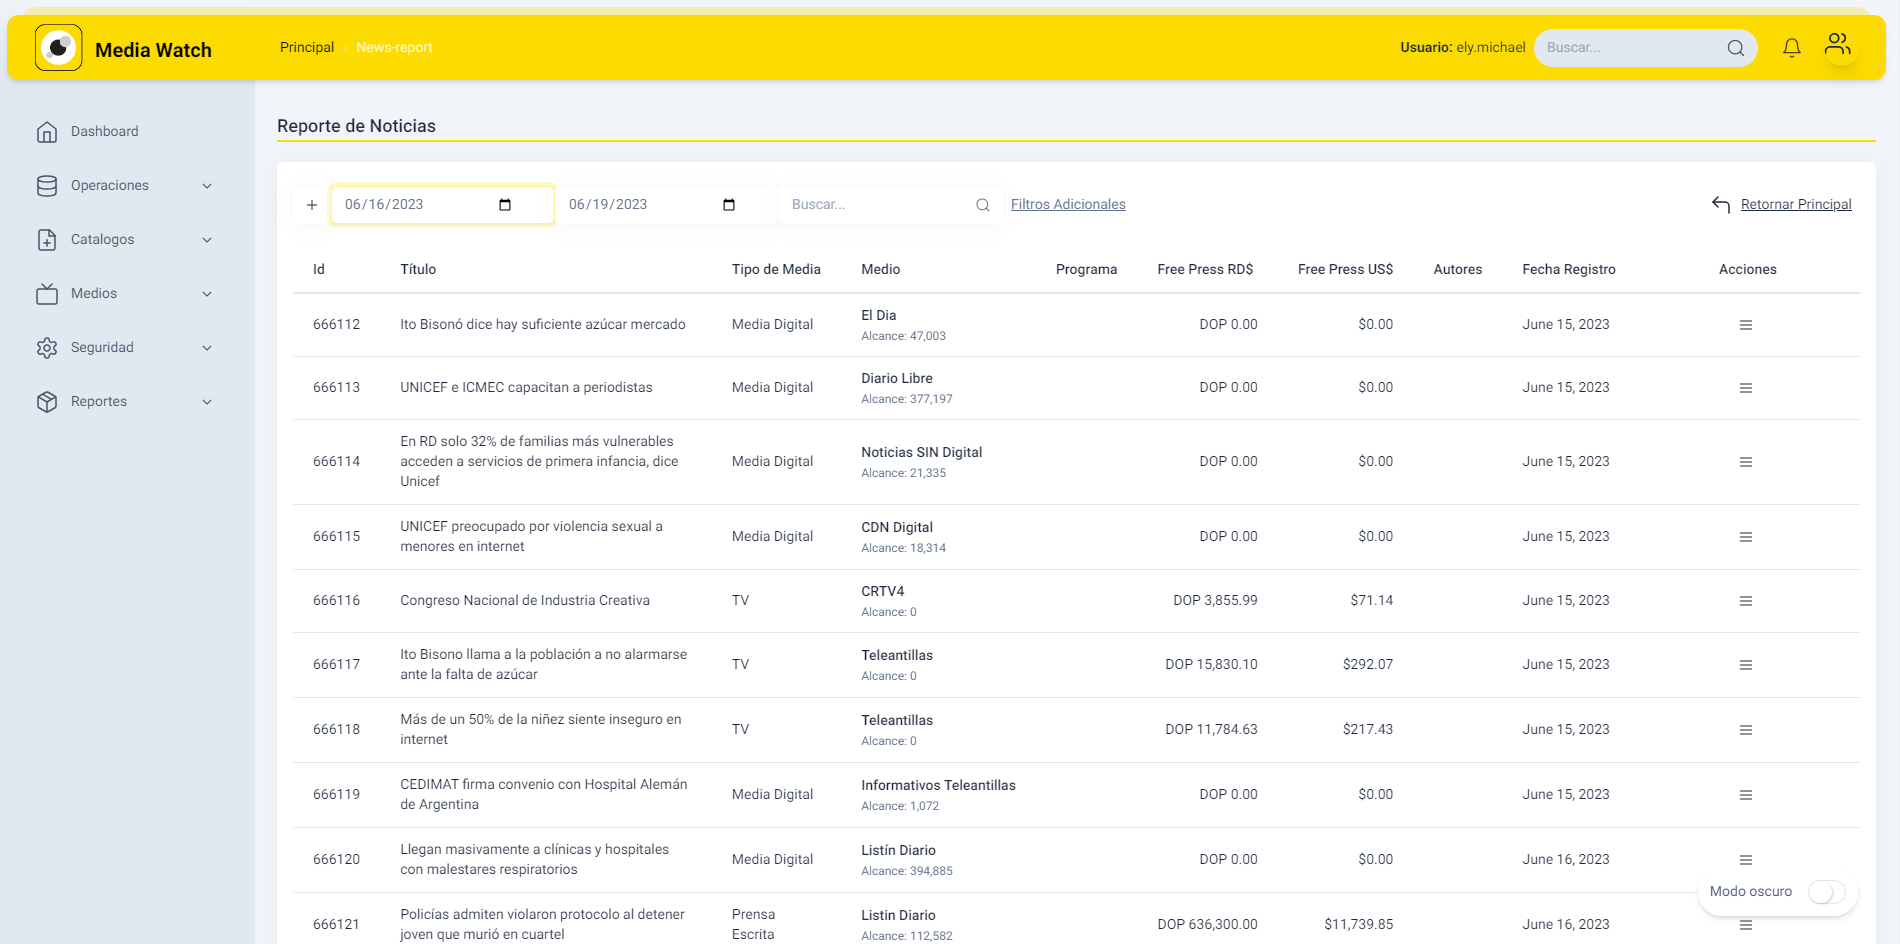 Media Watch
Principal > News-report
Usuario: ely.michael
Buscar...
Dashboard
Operaciones
Catalogos
Medios
Seguridad
Reportes
Reporte de Noticias
+ 06/16/2023 06/19/2023 Buscar... Filtros Adicionales Retornar Principal
Id Título Tipo de Media Medio Programa Free Press RD$ Free Press US$ Autores Fecha Registro Acciones
666112 Ito Bisonó dice hay suficiente azúcar mercado Media Digital El Dia DOP 0.00 $0.00 June 15, 2023
Alcance: 47,003
666113 UNICEF e ICMEC capacitan a periodistas Media Digital Diario Libre DOP 0.00 $0.00 June 15, 2023
Alcance: 377,197
666114 En RD solo 32% de familias más vulnerables
acceden a servicios de primera infancia, dice
Unicef Media Digital Noticias SIN Digital DOP 0.00 $0.00 June 15, 2023
Alcance: 21,335
666115 UNICEF preocupado por violencia sexual a
menores en internet Media Digital CDN Digital DOP 0.00 $0.00 June 15, 2023
Alcance: 18,314
666116 Congreso Nacional de Industria Creativa TV CRTV4 DOP 3,855.99 $71.14 June 15, 2023
Alcance: 0
666117 Ito Bisono llama a la población a no alarmarse
ante la falta de azúcar TV Teleantillas DOP 15,830.10 $292.07 June 15, 2023
Alcance: 0
666118 Más de un 50% de la niñez siente inseguro en
internet TV Teleantillas DOP 11,784.63 $217.43 June 15, 2023
Alcance: 0
666119 CEDIMAT firma convenio con Hospital Alemán
de Argentina Media Digital Informativos Teleantillas DOP 0.00 $0.00 June 15, 2023
Alcance: 1,072
666120 Llegan masivamente a clínicas y hospitales
con malestares respiratorios Media Digital Listín Diario DOP 0.00 $0.00 June 16, 2023
Alcance: 394,885
Modo oscuro
666121 Policías admiten violaron protocolo al detener
joven que murió en cuartel Prensa
Escrita Listin Diario DOP 636,300.00 $11,739.85 June 16, 2023
Alcance: 112,582